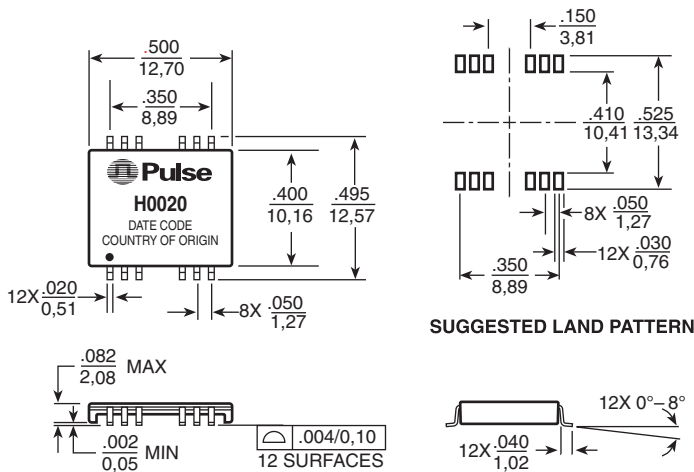 .500
12,70
.350
8,89
Pulse
H0020
DATE CODE
COUNTRY OF ORIGIN
.400
10,16
.495
12,57
12X .020
0,51
8X .050
1,27
.150
3,81
.410
10,41
.525
13,34
8X .050
1,27
12X .030
0,76
.350
8,89
SUGGESTED LAND PATTERN
.082
2,08 MAX
.002
0,05 MIN
.004/0,10
12 SURFACES
12X 0°–8°
12X .040
1,02